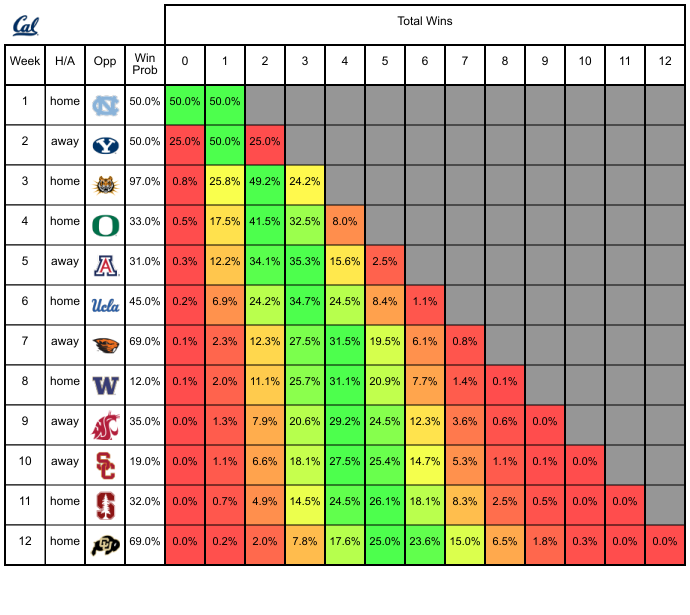 Cal
Total Wins
Week H/A Opp Win Prob 0 1 2 3 4 5 6 7 8 9 10 11 12
1 home NC 50.0% 50.0% 50.0%
2 away Y 50.0% 25.0% 50.0% 25.0%
3 home 97.0% 0.8% 25.8% 49.2% 24.2%
4 home O 33.0% 0.5% 17.5% 41.5% 32.5% 8.0%
5 away A 31.0% 0.3% 12.2% 34.1% 35.3% 15.6% 2.5%
6 home Ucla 45.0% 0.2% 6.9% 24.2% 34.7% 24.5% 8.4% 1.1%
7 away 69.0% 0.1% 2.3% 12.3% 27.5% 31.5% 19.5% 6.1% 0.8%
8 home W 12.0% 0.1% 2.0% 11.1% 25.7% 31.1% 20.9% 7.7% 1.4% 0.1%
9 away 35.0% 0.0% 1.3% 7.9% 20.6% 29.2% 24.5% 12.3% 3.6% 0.6% 0.0%
10 away SC 19.0% 0.0% 1.1% 6.6% 18.1% 27.5% 25.4% 14.7% 5.3% 1.1% 0.1% 0.0%
11 home S 32.0% 0.0% 0.7% 4.9% 14.5% 24.5% 26.1% 18.1% 8.3% 2.5% 0.5% 0.0% 0.0%
12 home CU 69.0% 0.0% 0.2% 2.0% 7.8% 17.6% 25.0% 23.6% 15.0% 6.5% 1.8% 0.3% 0.0% 0.0%